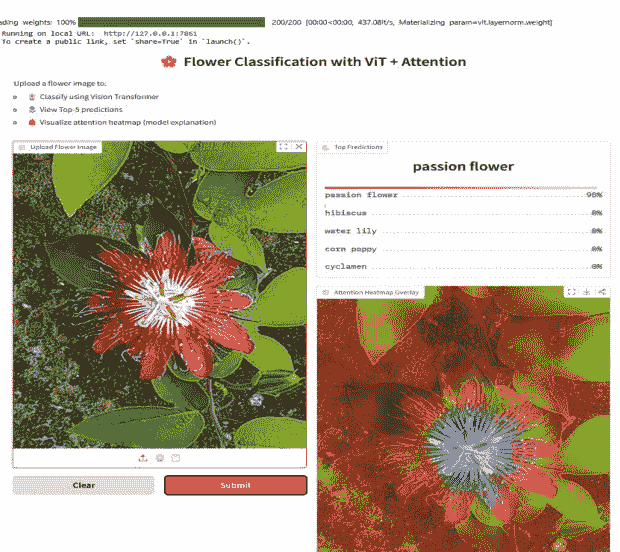 ading weights: 100% 200/200 [00:00<00:00, 437.08it/s, Materializing param=vit.layernorm.weight]
Running on local URL: http://127.0.0.1:7861
To create a public link, set `share=True` in `launch()`.
Flower Classification with ViT + Attention
Upload a flower image to:
Classify using Vision Transformer
View Top-5 predictions
Visualize attention heatmap (model explanation)
Upload Flower Image
Clear
Submit
Top Predictions
passion flower
passion flower 98%
hibiscus 0%
water lily 0%
corn poppy 0%
cyclamen 0%
Attention Heatmap Overlay